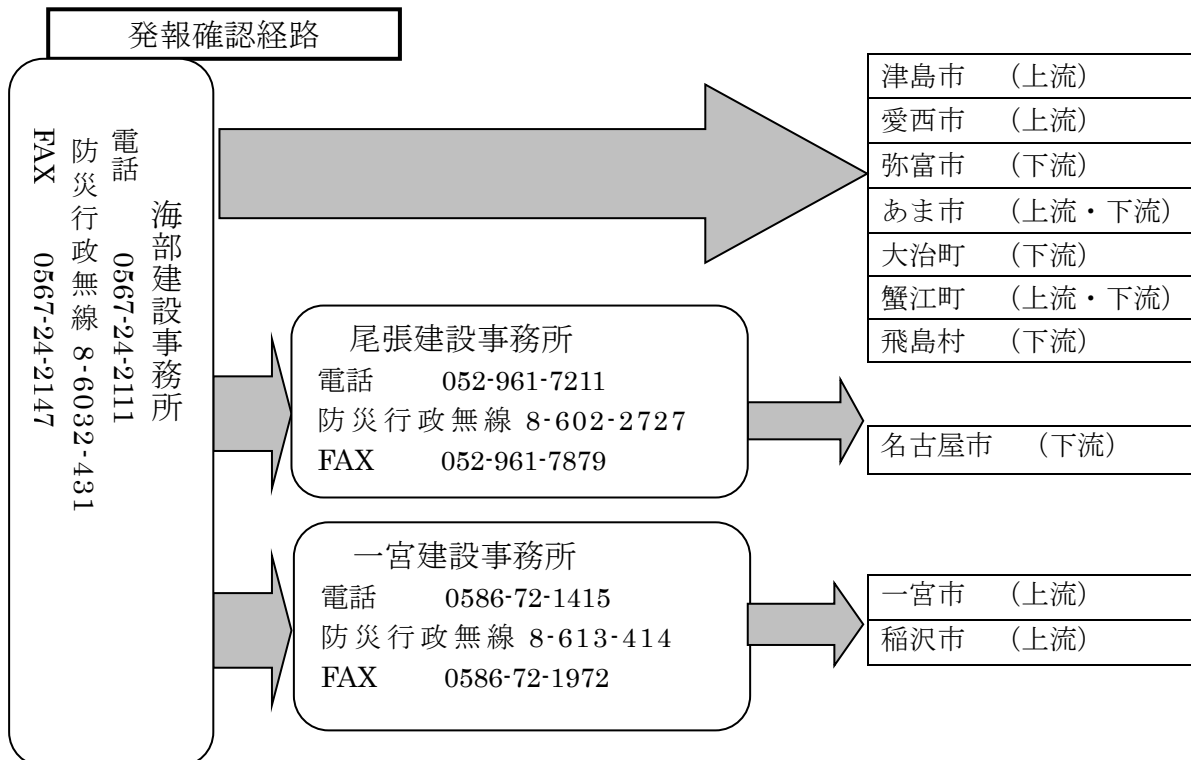 発報確認経路
海部建設事務所
電話 0567-24-2111
防災行政無線 8-6032-431
FAX 0567-24-2147
津島市 （上流）
愛西市 （上流）
弥富市 （下流）
あま市 （上流・下流）
大治町 （下流）
蟹江町 （上流・下流）
飛島村 （下流）
尾張建設事務所
電話 052-961-7211
防災行政無線 8-602-2727
FAX 052-961-7879
名古屋市 （下流）
一宮建設事務所
電話 0586-72-1415
防災行政無線 8-613-414
FAX 0586-72-1972
一宮市 （上流）
稲沢市 （上流）